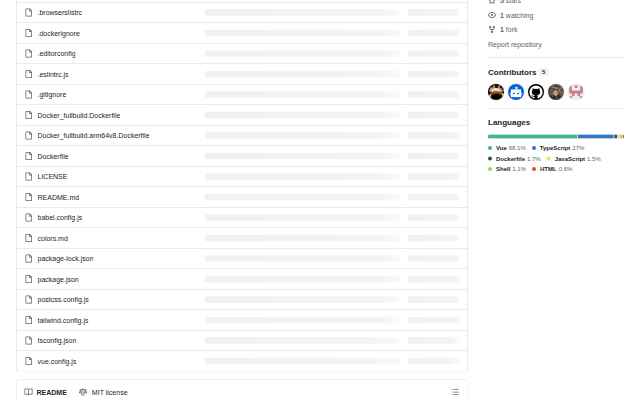 .browserslistrc
.dockerignore
.editorconfig
.eslintrc.js
.gitignore
Docker_fullbuild.Dockerfile
Docker_fullbuild.arm64v8.Dockerfile
Dockerfile
LICENSE
README.md
babel.config.js
colors.md
package-lock.json
package.json
postcss.config.js
tailwind.config.js
tsconfig.json
vue.config.js
README MIT license
stars
1 watching
1 fork
Report repository
Contributors 5
Languages
Vue 68.1% TypeScript 27%
Dockerfile 1.7% JavaScript 1.5%
Shell 1.1% HTML 0.6%